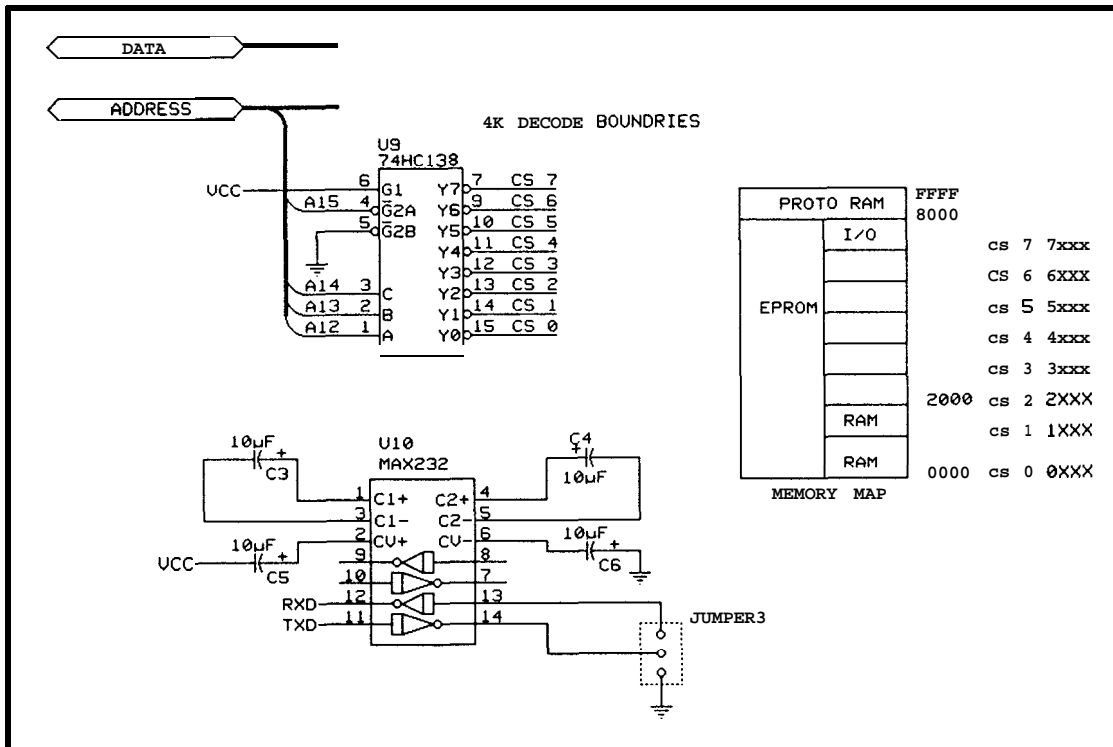 DATA
ADDRESS
4K DECODE BOUNDRIES
U9
74HC138
VCC 6 G1 Y7 7 CS 7
A15 4 G2A Y6 9 CS 6
5 G2B Y5 10 CS 5
Y4 11 CS 4
Y3 12 CS 3
A14 3 C Y2 13 CS 2
A13 2 B Y1 14 CS 1
A12 1 A Y0 15 CS 0
PROTO RAM FFFF
8000
I/O
cs 7 7xxx
cs 6 6xxx
EPROM cs 5 5xxx
cs 4 4xxx
cs 3 3xxx
2000 cs 2 2XXX
RAM cs 1 1XXX
RAM 0000 cs 0 0XXX
MEMORY MAP
U10
MAX232
10µF + C3
C4 + 10µF
1 C1+ C2+ 4
3 C1- C2- 5
2 CV+ CV- 6
VCC 10µF + C5
10µF + C6
9 8
10 7
RXD 12 13
TXD 11 14
JUMPER3